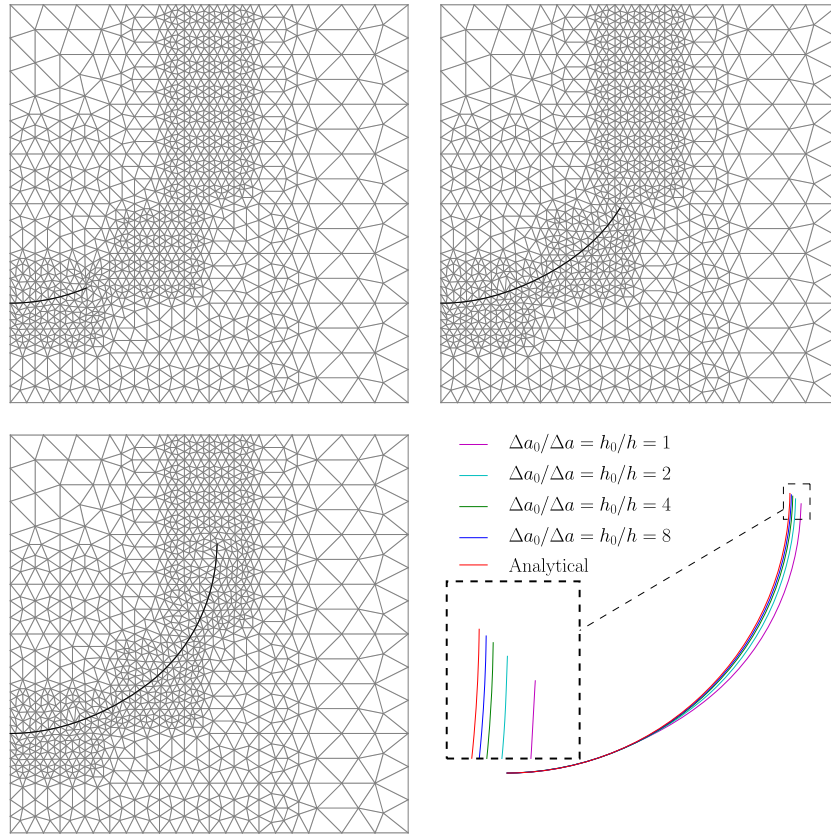 Δa₀/Δa = h₀/h = 1
Δa₀/Δa = h₀/h = 2
Δa₀/Δa = h₀/h = 4
Δa₀/Δa = h₀/h = 8
Analytical